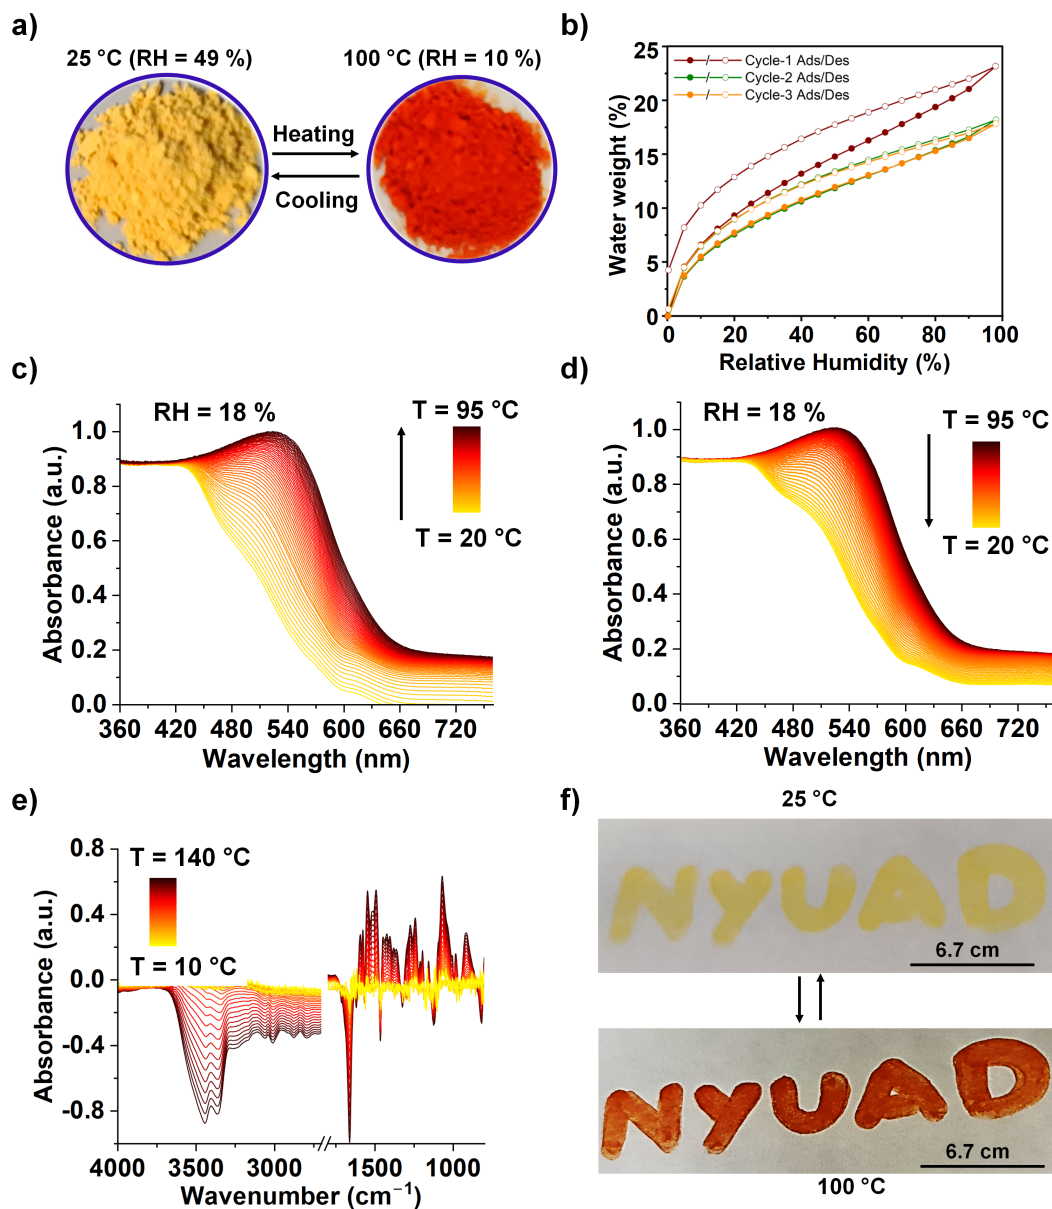 a)
25 °C (RH = 49 %)
100 °C (RH = 10 %)
Heating
Cooling
b)
Water weight (%)
25
20
15
10
5
0
Cycle-1 Ads/Des
Cycle-2 Ads/Des
Cycle-3 Ads/Des
0 20 40 60 80 100
Relative Humidity (%)
c)
Absorbance (a.u.)
1.0
0.8
0.6
0.4
0.2
0.0
RH = 18 %
T = 95 °C
T = 20 °C
360 420 480 540 600 660 720
Wavelength (nm)
d)
Absorbance (a.u.)
1.0
0.8
0.6
0.4
0.2
0.0
RH = 18 %
T = 95 °C
T = 20 °C
360 420 480 540 600 660 720
Wavelength (nm)
e)
Absorbance (a.u.)
0.8
0.4
0.0
-0.4
-0.8
T = 140 °C
T = 10 °C
4000 3500 3000 1500 1000
Wavenumber (cm⁻¹)
f)
25 °C
NYUAD
6.7 cm
NYUAD
6.7 cm
100 °C